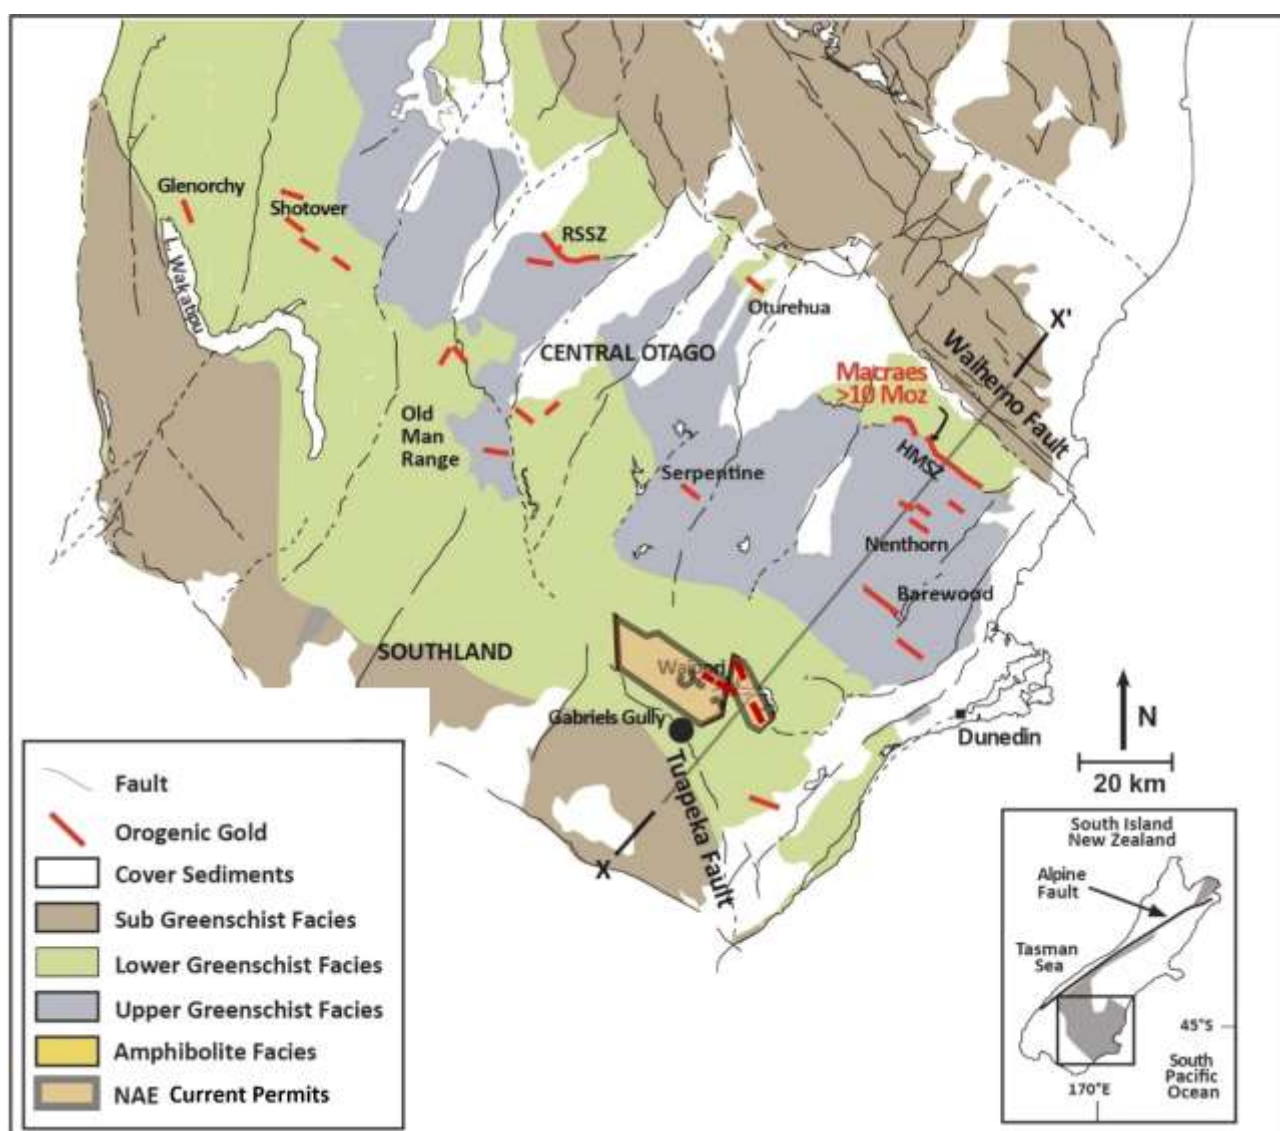 Glenorchy
Shotover
L. Wakatipu
RSSZ
Oturehua
X'
Waihemo Fault
CENTRAL OTAGO
Macraes
>10 Moz
HMSZ
Old
Man
Range
Serpentine
Nenthorn
Barewood
SOUTHLAND
Waipori
Gabriels Gully
Tuapeka Fault
X
Dunedin
N
20 km
Fault
Orogenic Gold
Cover Sediments
Sub Greenschist Facies
Lower Greenschist Facies
Upper Greenschist Facies
Amphibolite Facies
NAE Current Permits
South Island
New Zealand
Alpine
Fault
Tasman
Sea
45°S
South
Pacific
Ocean
170°E